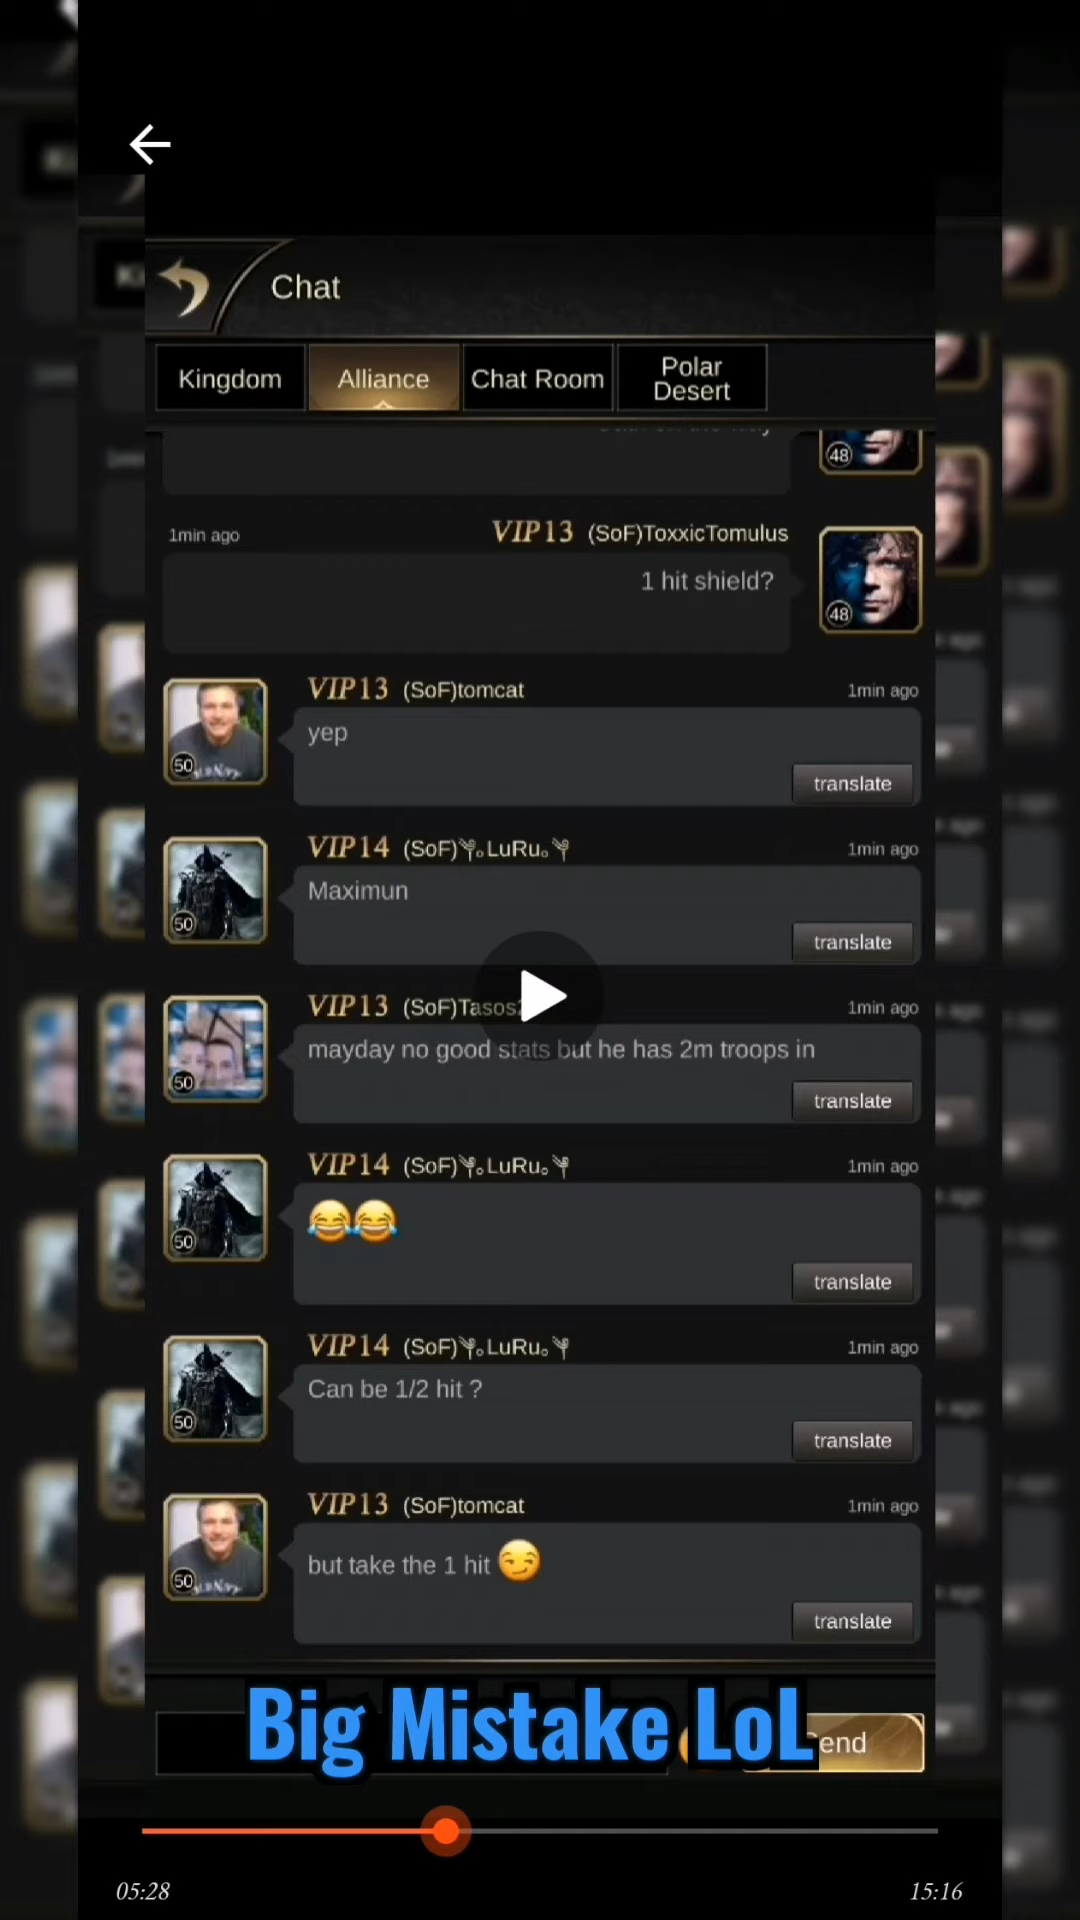 Chat
Kingdom
Alliance
Chat Room
Polar
Desert
48
1min ago
VIP13 (SoF)ToxxicTomulus
1 hit shield?
48
VIP13 (SoF)tomcat
1min ago
yep
50
translate
VIP14 (SoF)༆ₒLuRuₒ༆
1min ago
Maximun
50
translate
VIP13 (SoF)Tasos
1min ago
mayday no good stats but he has 2m troops in
50
translate
VIP14 (SoF)༆ₒLuRuₒ༆
1min ago
😂😂
50
translate
VIP14 (SoF)༆ₒLuRuₒ༆
1min ago
Can be 1/2 hit ?
50
translate
VIP13 (SoF)tomcat
1min ago
but take the 1 hit 😏
50
translate
Big Mistake LoL
end
05:28
15:16